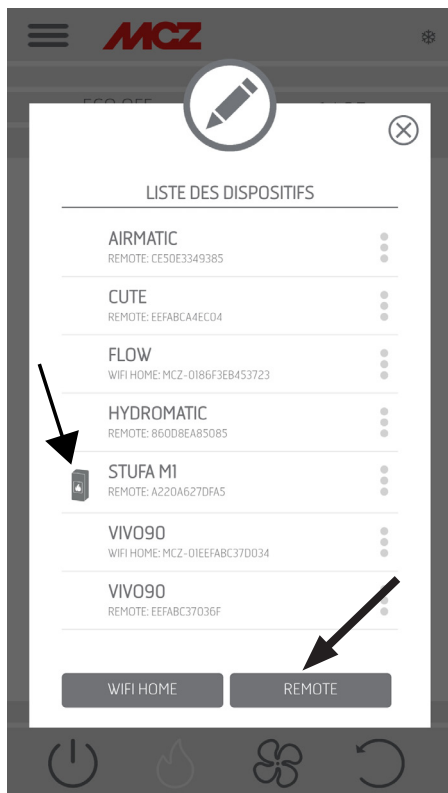 MCZ
LISTE DES DISPOSITIFS
AIRMATIC
REMOTE: CE50E3349385
CUTE
REMOTE: EEFABCA4EC04
FLOW
WIFI HOME: MCZ-0186F3EB453723
HYDROMATIC
REMOTE: 860D8EA85085
STUFA M1
REMOTE: A220A627DFA5
VIVO90
WIFI HOME: MCZ-01EEFABC37D034
VIVO90
REMOTE: EEFABC37036F
WIFI HOME REMOTE